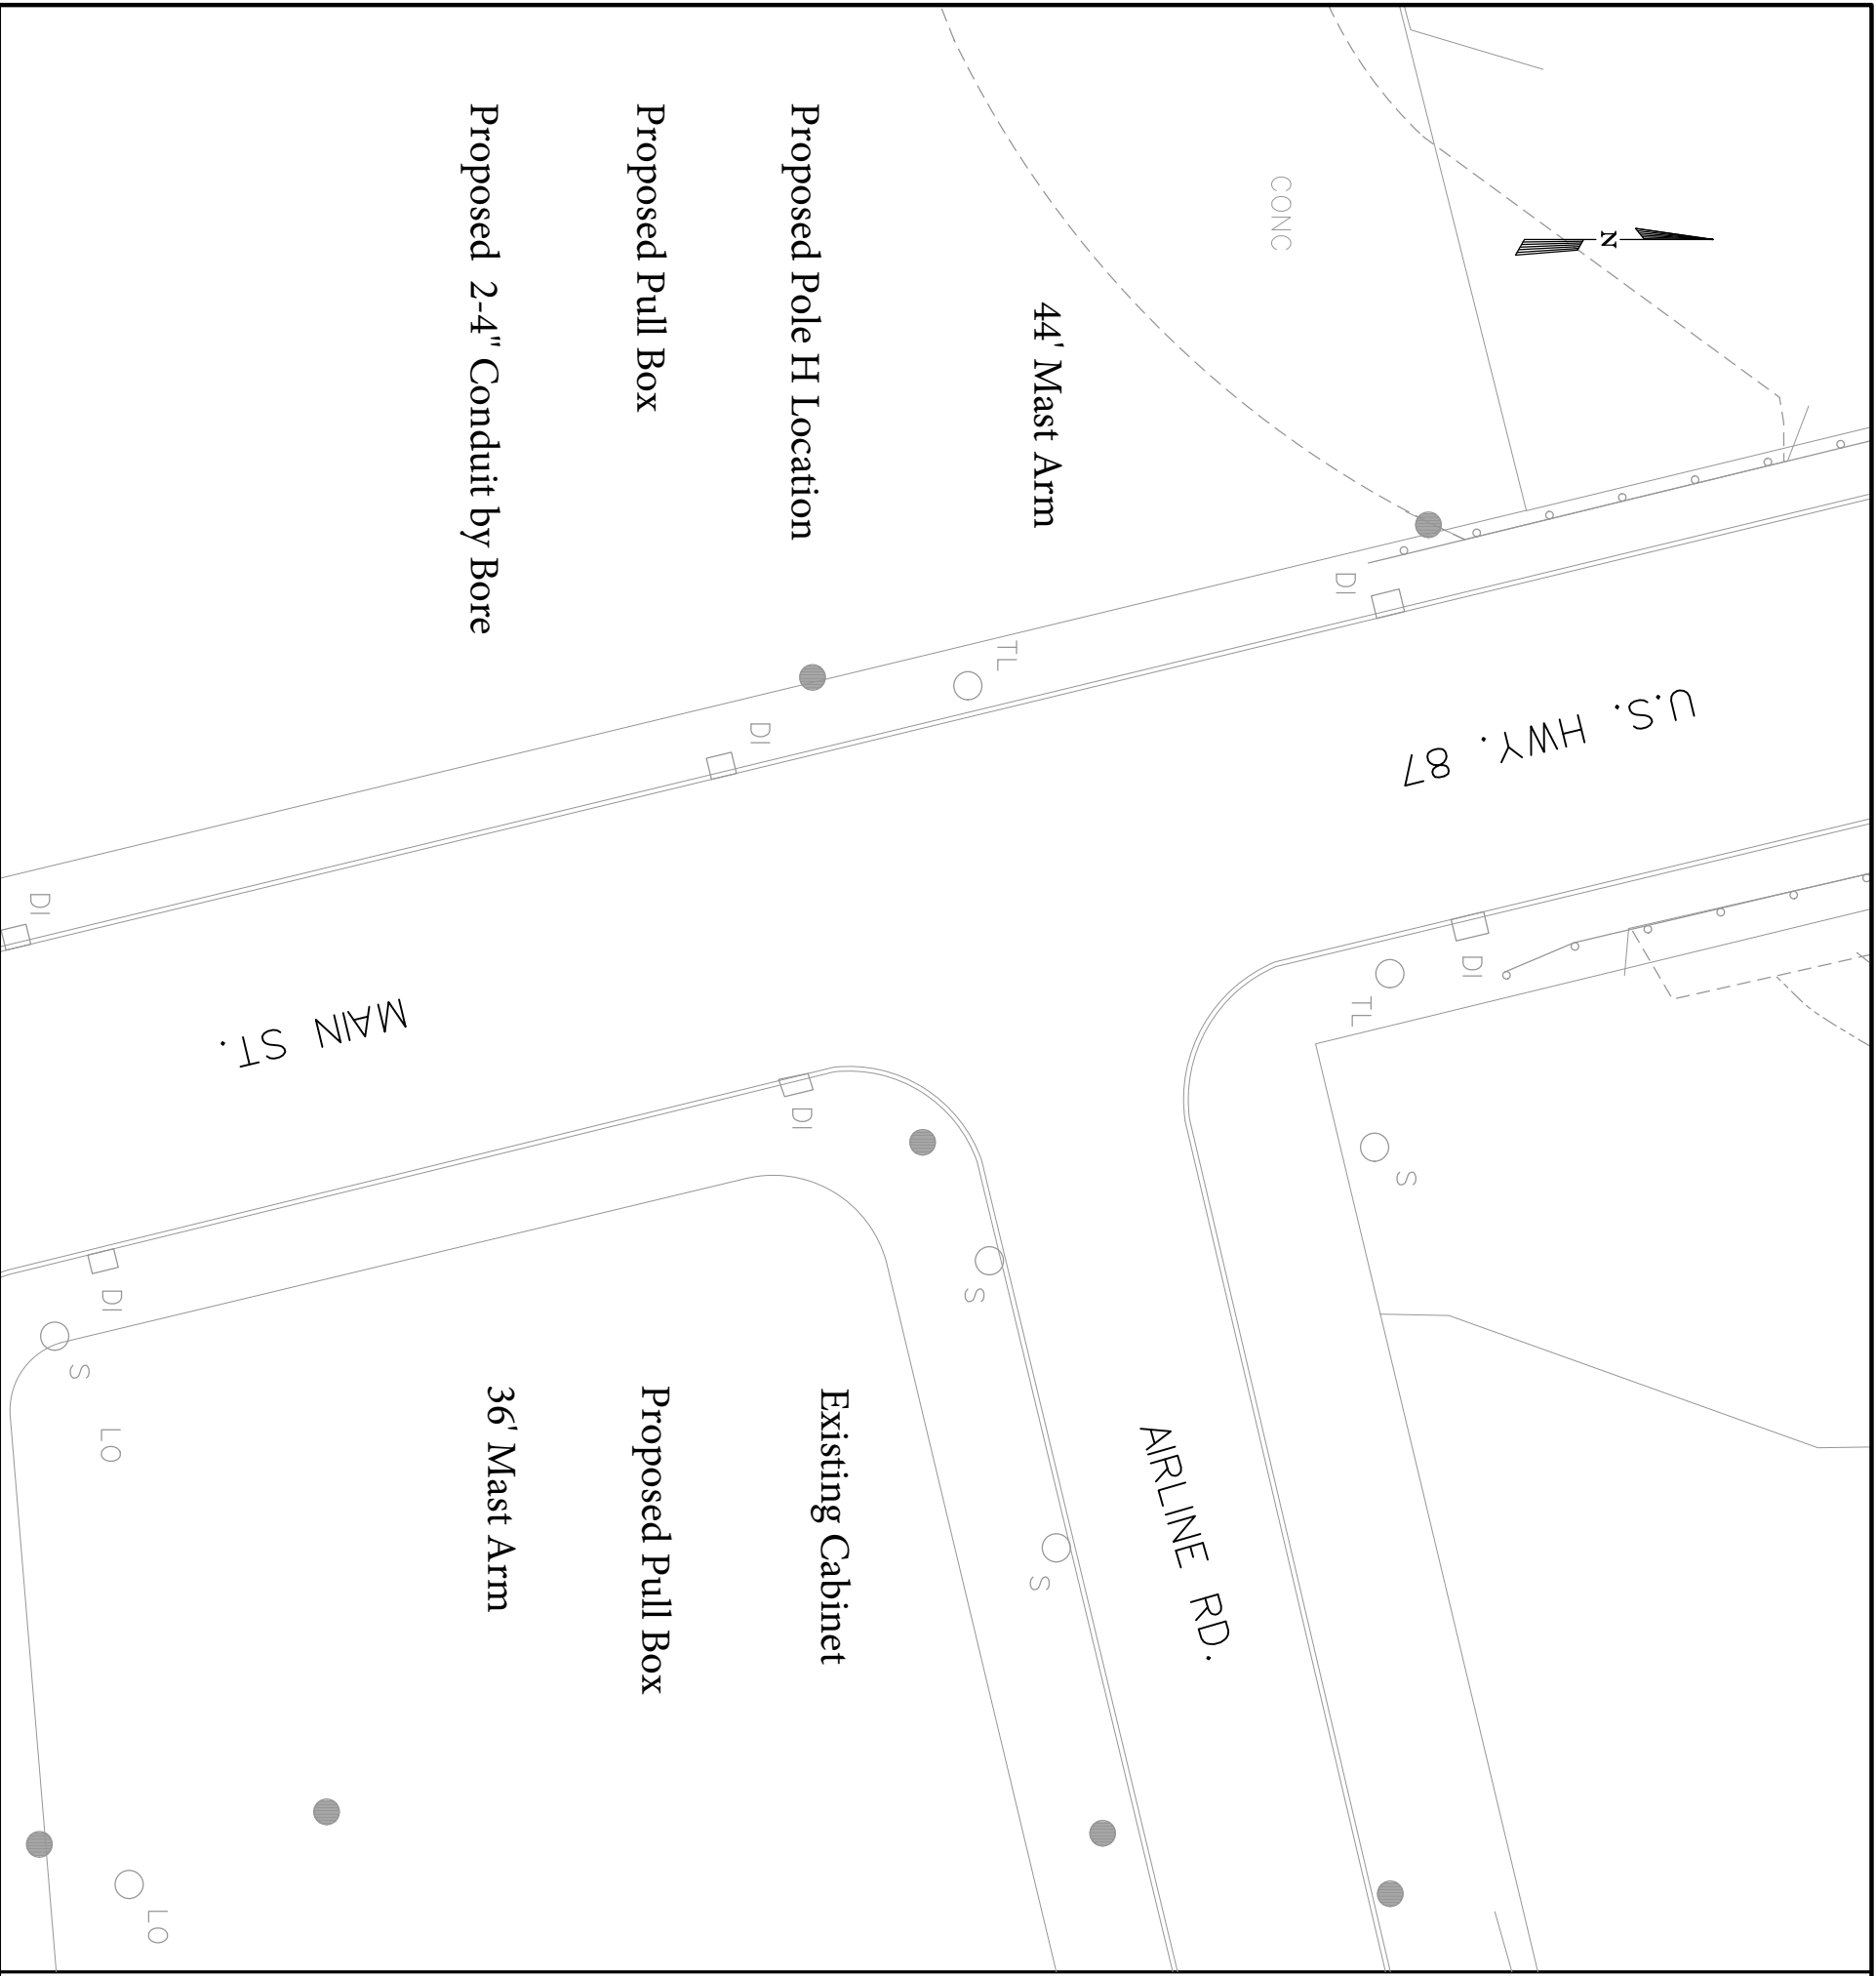 N
CONC
44' Mast Arm
Proposed Pole H Location
Proposed Pull Box
Proposed 2-4" Conduit by Bore
DI
TL
DI
DI
U.S. HWY. 87
MAIN ST.
DI
TL
S
DI
S
S
DI
S
LO
LO
AIRLINE RD.
Existing Cabinet
Proposed Pull Box
36' Mast Arm